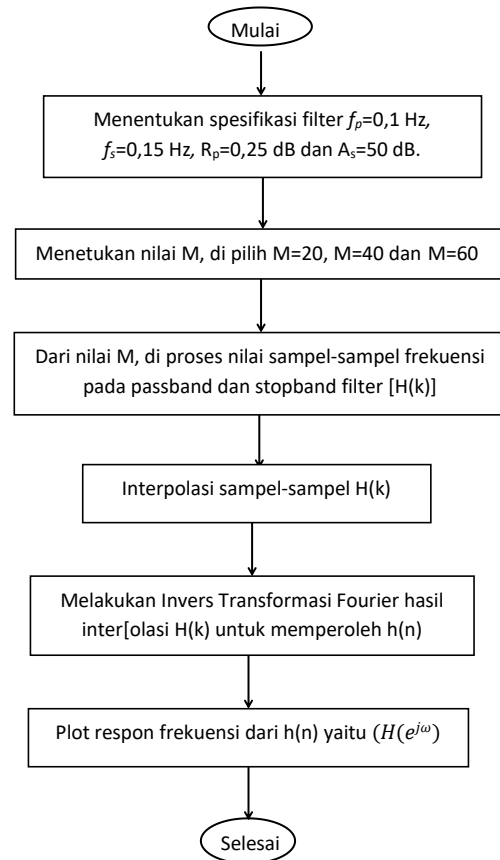 Mulai
Menentukan spesifikasi filter fp=0,1 Hz,
fs=0,15 Hz, Rp=0,25 dB dan As=50 dB.
Menetukan nilai M, di pilih M=20, M=40 dan M=60
Dari nilai M, di proses nilai sampel-sampel frekuensi
pada passband dan stopband filter [H(k)]
Interpolasi sampel-sampel H(k)
Melakukan Invers Transformasi Fourier hasil
inter[olasi H(k) untuk memperoleh h(n)
Plot respon frekuensi dari h(n) yaitu (H(e^{jω})
Selesai